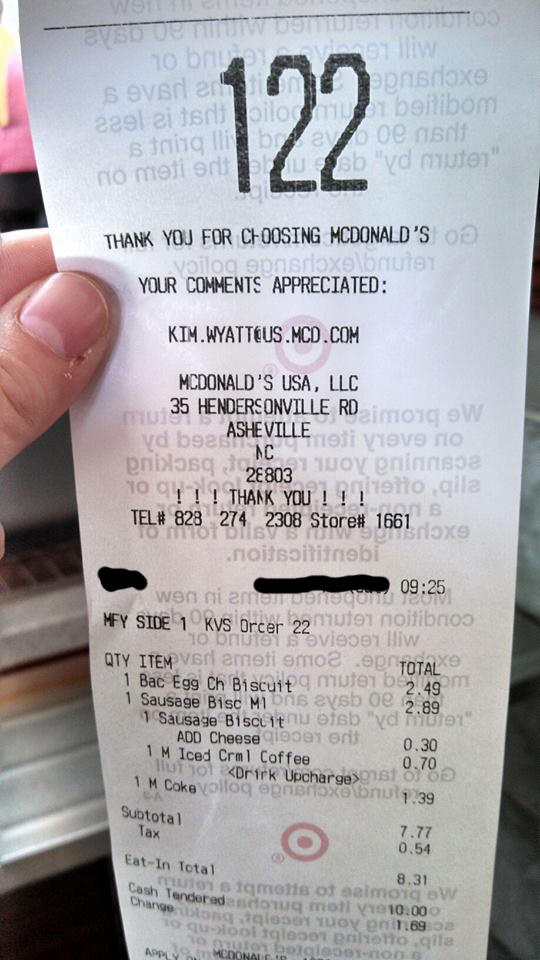 122
THANK YOU FOR CHOOSING MCDONALD'S
YOUR COMMENTS APPRECIATED:
KIM.WYATT@US.MCD.COM
MCDONALD'S USA, LLC
35 HENDERSONVILLE RD
ASHEVILLE
NC
28803
! ! ! THANK YOU ! ! !
TEL# 828 274 2308 Store# 1661
09:25
MFY SIDE 1 KVS Order 22
QTY ITEM TOTAL
1 Bac Egg Ch Biscuit 2.49
1 Sausage Bisc Ml 2.89
1 Sausage Biscuit
ADD Cheese 0.30
1 M Iced Crml Coffee 0.70
<Drink Upcharge>
1 M Coke 1.39
Subtotal 7.77
Tax 0.54
Eat-In Total 8.31
Cash Tendered 10.00
Change 1.69
MCDONALD'S